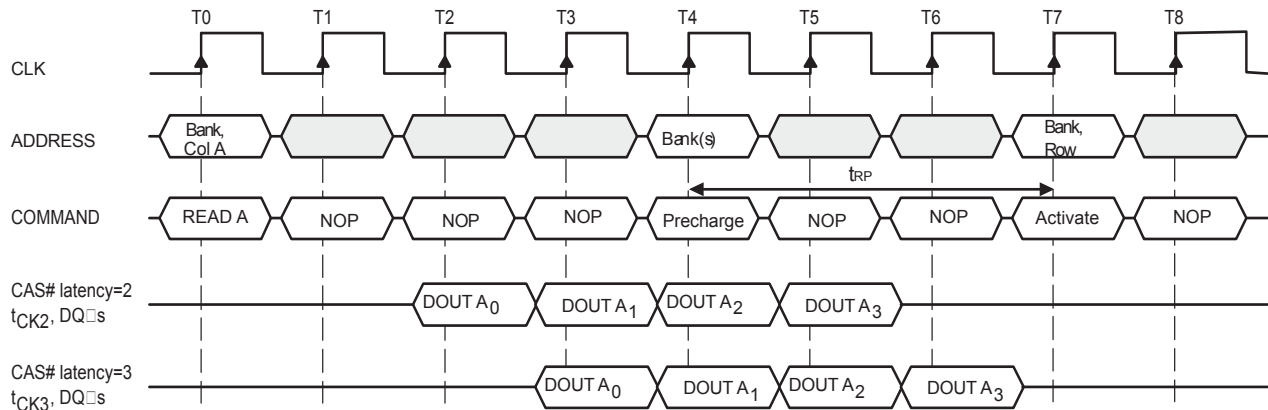 T0 T1 T2 T3 T4 T5 T6 T7 T8
CLK
ADDRESS
Bank,
Col A
Bank(s)
Bank,
Row
tRP
COMMAND
READ A NOP NOP NOP Precharge NOP NOP Activate NOP
CAS# latency=2
tCK2, DQ□s
DOUT A0 DOUT A1 DOUT A2 DOUT A3
CAS# latency=3
tCK3, DQ□s
DOUT A0 DOUT A1 DOUT A2 DOUT A3